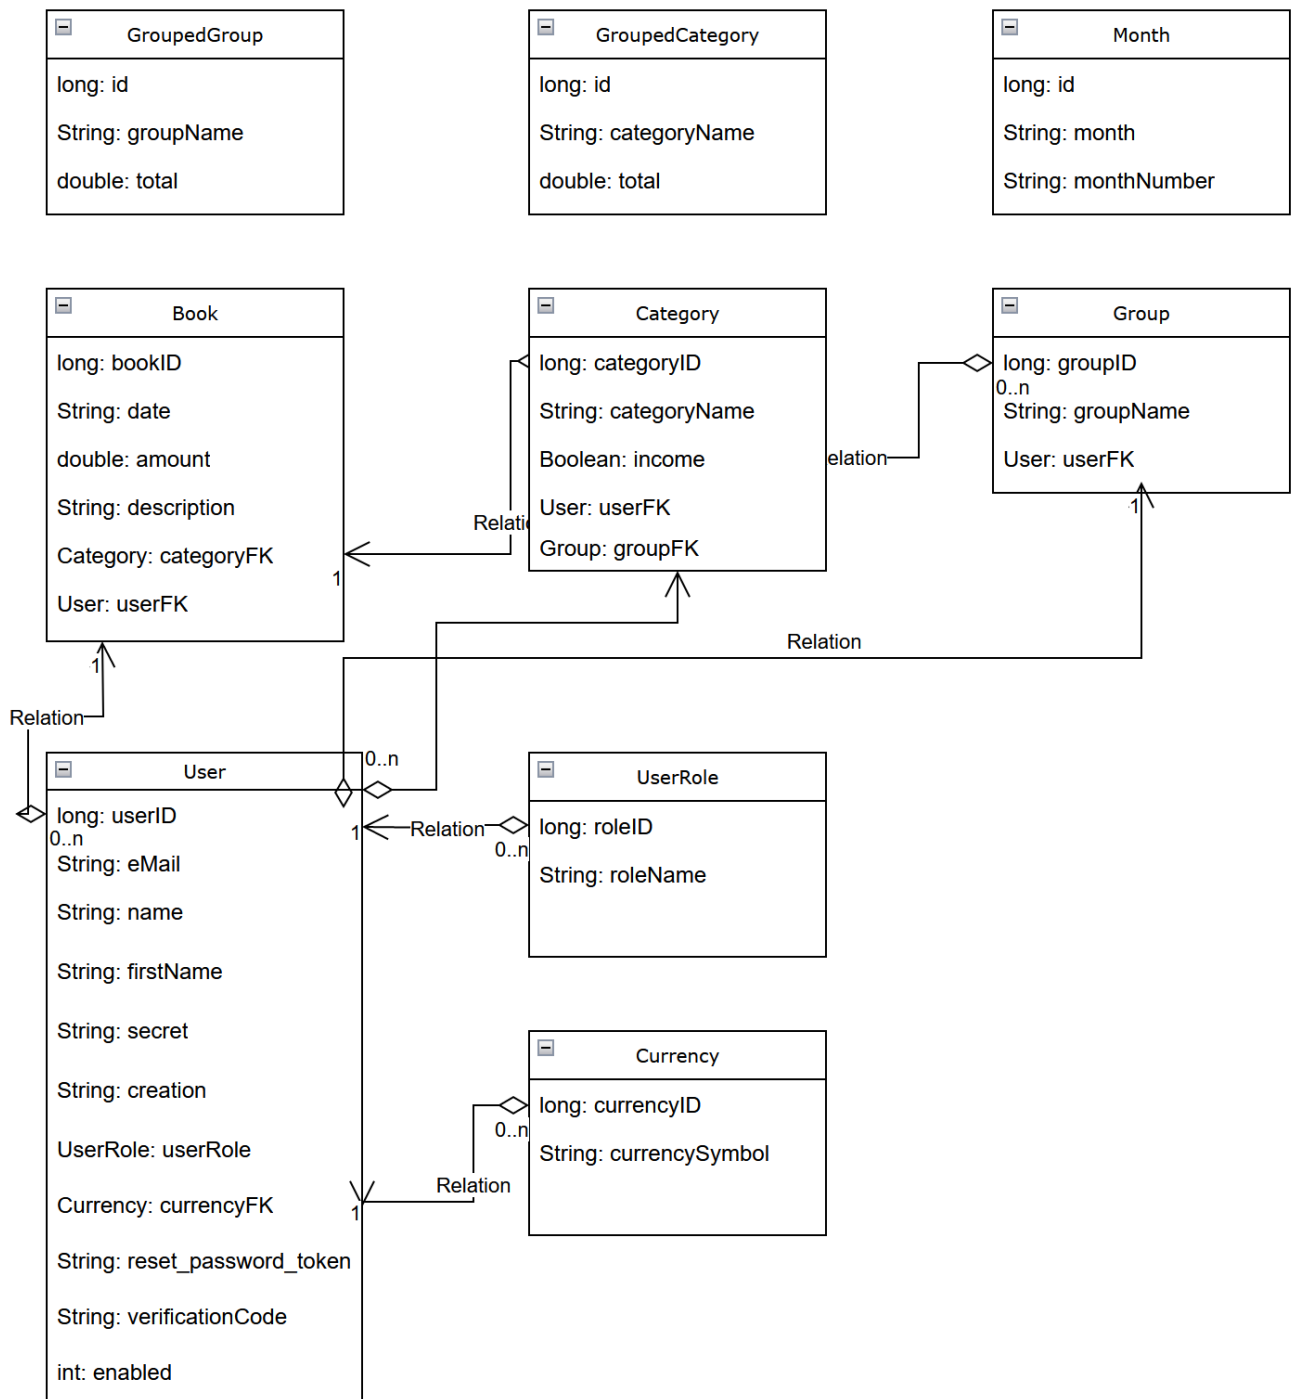 GroupedGroup
long: id
String: groupName
double: total
GroupedCategory
long: id
String: categoryName
double: total
Month
long: id
String: month
String: monthNumber
Book
long: bookID
String: date
double: amount
String: description
Category: categoryFK
User: userFK
Category
long: categoryID
String: categoryName
Boolean: income
User: userFK
Group: groupFK
Group
long: groupID
0..n
String: groupName
User: userFK
1
elation
Relati
1
Relation
1
Relation
User
0..n
long: userID
0..n
String: eMail
String: name
String: firstName
String: secret
String: creation
UserRole: userRole
Currency: currencyFK
String: reset_password_token
String: verificationCode
int: enabled
1
Relation
0..n
UserRole
long: roleID
String: roleName
Currency
long: currencyID
0..n
String: currencySymbol
Relation
1